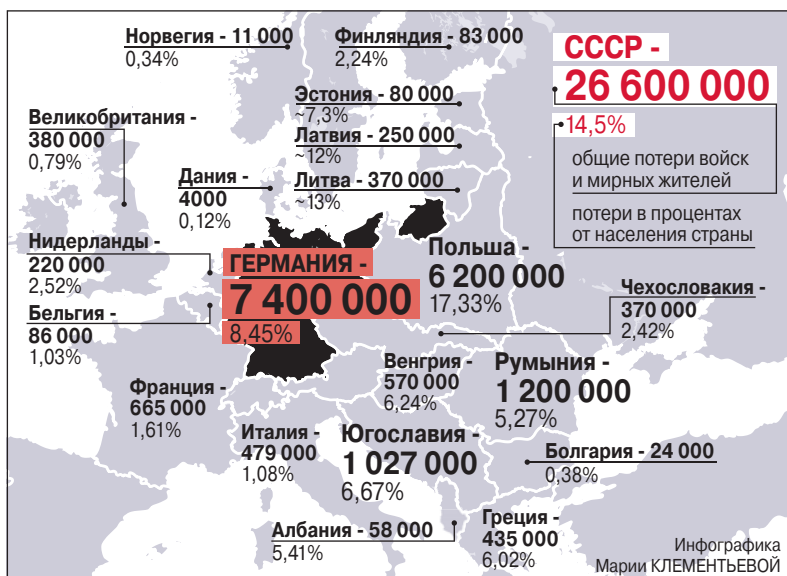 Норвегия - 11 000
0,34%
Финляндия - 83 000
2,24%
СССР -
26 600 000
14,5%
общие потери войск
и мирных жителей
потери в процентах
от населения страны
Эстония - 80 000
~7,3%
Латвия - 250 000
~12%
Литва - 370 000
~13%
Великобритания -
380 000
0,79%
Дания -
4000
0,12%
Нидерланды -
220 000
2,52%
Бельгия -
86 000
1,03%
ГЕРМАНИЯ -
7 400 000
8,45%
Польша -
6 200 000
17,33%
Чехословакия -
370 000
2,42%
Франция -
665 000
1,61%
Венгрия -
570 000
6,24%
Румыния -
1 200 000
5,27%
Италия -
479 000
1,08%
Югославия -
1 027 000
6,67%
Болгария - 24 000
0,38%
Албания - 58 000
5,41%
Греция -
435 000
6,02%
Инфографика
Марии КЛЕМЕНТЬЕВОЙ